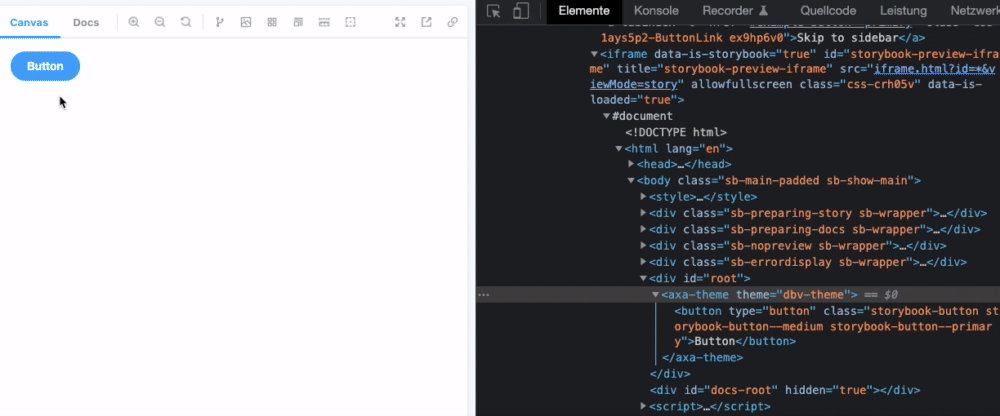 Canvas Docs
Button
Elemente Konsole Recorder Quellcode Leistung Netzwerk
1ays5p2-ButtonLink ex9hp6v0">Skip to sidebar</a>
<iframe data-is-storybook="true" id="storybook-preview-ifra
me" title="storybook-preview-iframe" src="iframe.html?id=*&v
iewMode=story" allowfullscreen class="css-crh05v" data-is-
loaded="true">
#document
<!DOCTYPE html>
<html lang="en">
<head>…</head>
<body class="sb-main-padded sb-show-main">
<style>…</style>
<div class="sb-preparing-story sb-wrapper">…</div>
<div class="sb-preparing-docs sb-wrapper">…</div>
<div class="sb-nopreview sb-wrapper">…</div>
<div class="sb-errordisplay sb-wrapper">…</div>
<div id="root">
… <axa-theme theme="dbv-theme"> == $0
<button type="button" class="storybook-button st
orybook-button--medium storybook-button--primar
y">Button</button>
</axa-theme>
</div>
<div id="docs-root" hidden="true"></div>
<script>…</script>